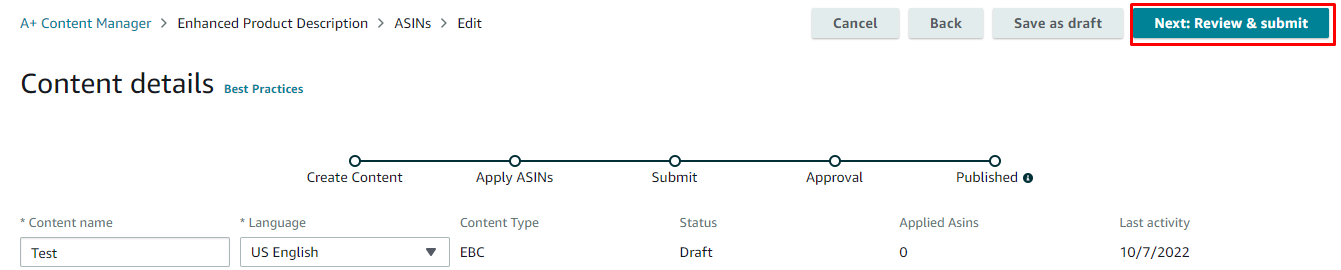 A+ Content Manager > Enhanced Product Description > ASINs > Edit
Cancel
Back
Save as draft
Next: Review & submit
Content details Best Practices
Create Content
Apply ASINs
Submit
Approval
Published
* Content name
* Language
Content Type
Status
Applied Asins
Last activity
Test
US English
EBC
Draft
0
10/7/2022